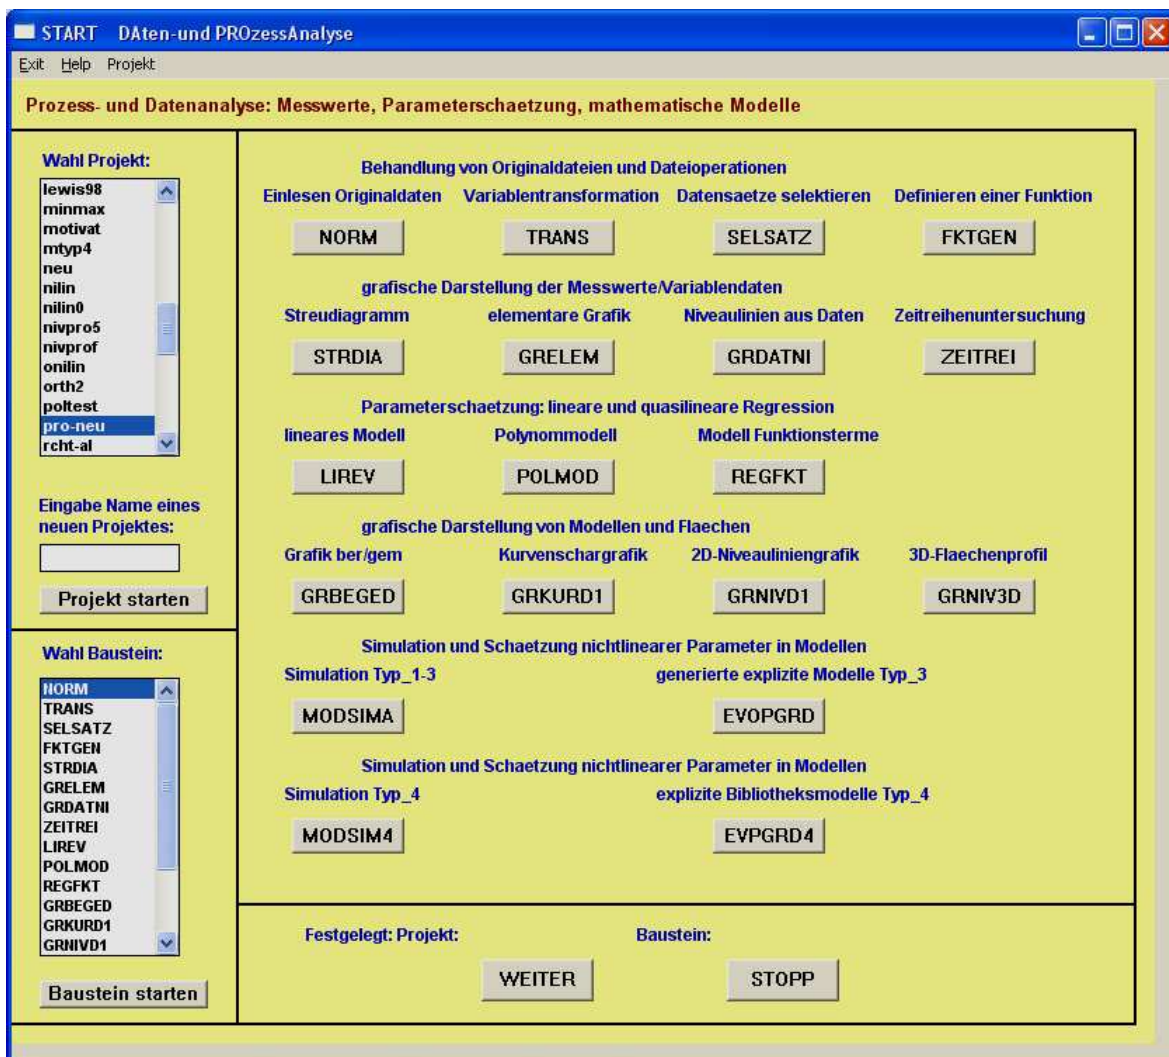 START DAten-und PROzessAnalyse
Exit Help Projekt
Prozess- und Datenanalyse: Messwerte, Parameterschaetzung, mathematische Modelle
Wahl Projekt:
lewis98
minmax
motivat
mtyp4
neu
nilin
nilin0
nivpro5
nivprof
onilin
orth2
poltest
pro-neu
rcht-al
Eingabe Name eines
neuen Projektes:
Projekt starten
Wahl Baustein:
NORM
TRANS
SELSATZ
FKTGEN
STRDIA
GRELEM
GRDATNI
ZEITREI
LIREV
POLMOD
REGFKT
GRBEGED
GRKURD1
GRNIVD1
Baustein starten
Behandlung von Originaldateien und Dateioperationen
Einlesen Originaldaten Variablentransformation Datensaetze selektieren Definieren einer Funktion
NORM TRANS SELSATZ FKTGEN
grafische Darstellung der Messwerte/Variablendaten
Streudiagramm elementare Grafik Niveaulinien aus Daten Zeitreihenuntersuchung
STRDIA GRELEM GRDATNI ZEITREI
Parameterschaetzung: lineare und quasilineare Regression
lineares Modell Polynommodell Modell Funktionsterme
LIREV POLMOD REGFKT
grafische Darstellung von Modellen und Flaechen
Grafik ber/gem Kurvenschargrafik 2D-Niveauliniengrafik 3D-Flaechenprofil
GRBEGED GRKURD1 GRNIVD1 GRNIV3D
Simulation und Schaetzung nichtlinearer Parameter in Modellen
Simulation Typ_1-3 generierte explizite Modelle Typ_3
MODSIMA EVOPGRD
Simulation und Schaetzung nichtlinearer Parameter in Modellen
Simulation Typ_4 explizite Bibliotheksmodelle Typ_4
MODSIM4 EVPGRD4
Festgelegt: Projekt: Baustein:
WEITER STOPP